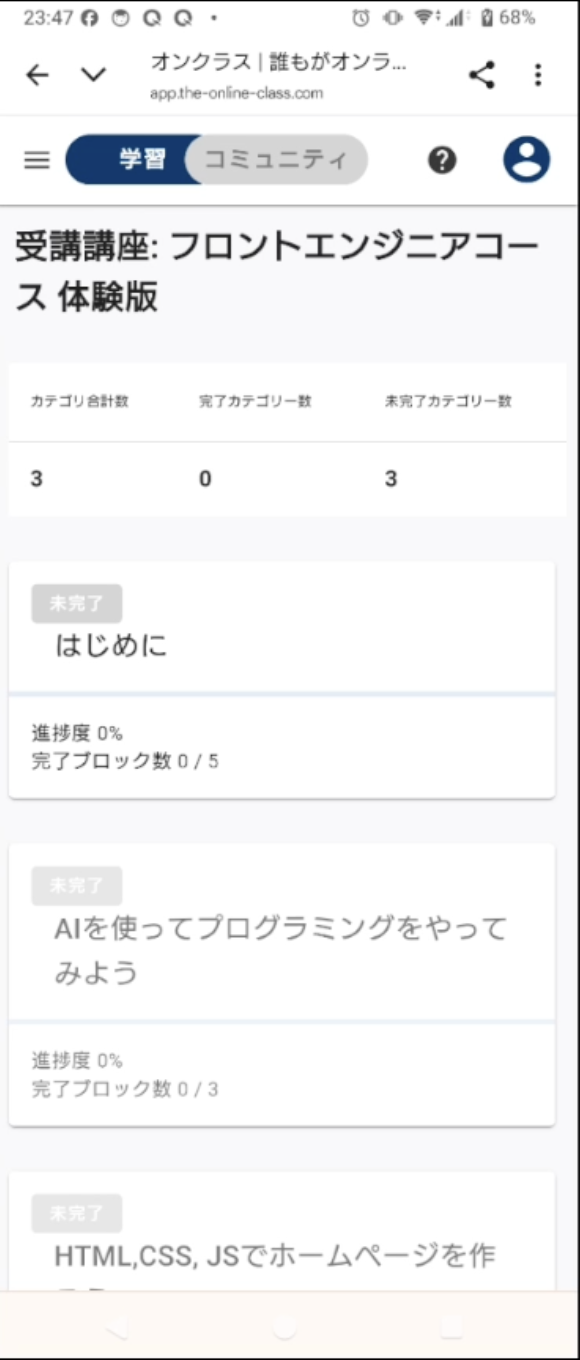 23:47
68%
オンクラス | 誰もがオンラ...
app.the-online-class.com
学習 コミュニティ
受講講座: フロントエンジニアコー
ス 体験版
カテゴリ合計数 完了カテゴリー数 未完了カテゴリー数
3 0 3
未完了
はじめに
進捗度 0%
完了ブロック数 0 / 5
未完了
AIを使ってプログラミングをやって
みよう
進捗度 0%
完了ブロック数 0 / 3
未完了
HTML,CSS, JSでホームページを作